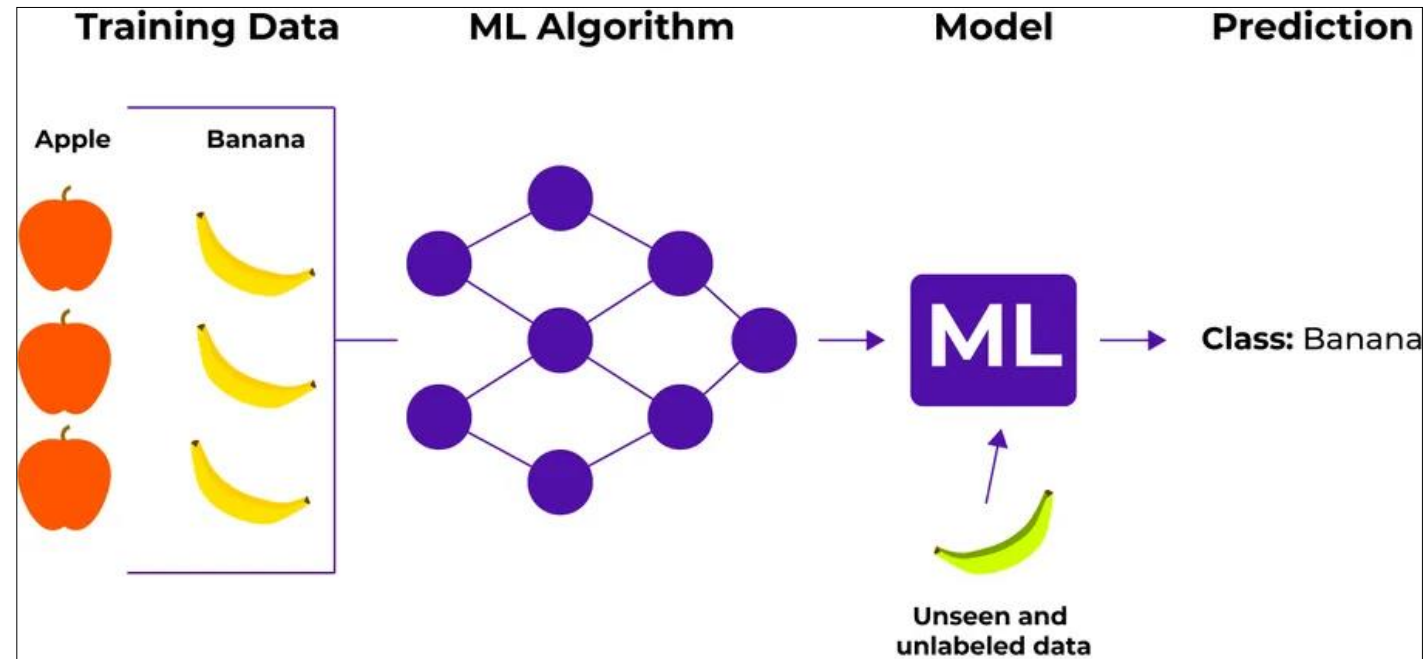 Training Data
ML Algorithm
Model
Prediction
Apple
Banana
ML
Class: Banana
Unseen and
unlabeled data